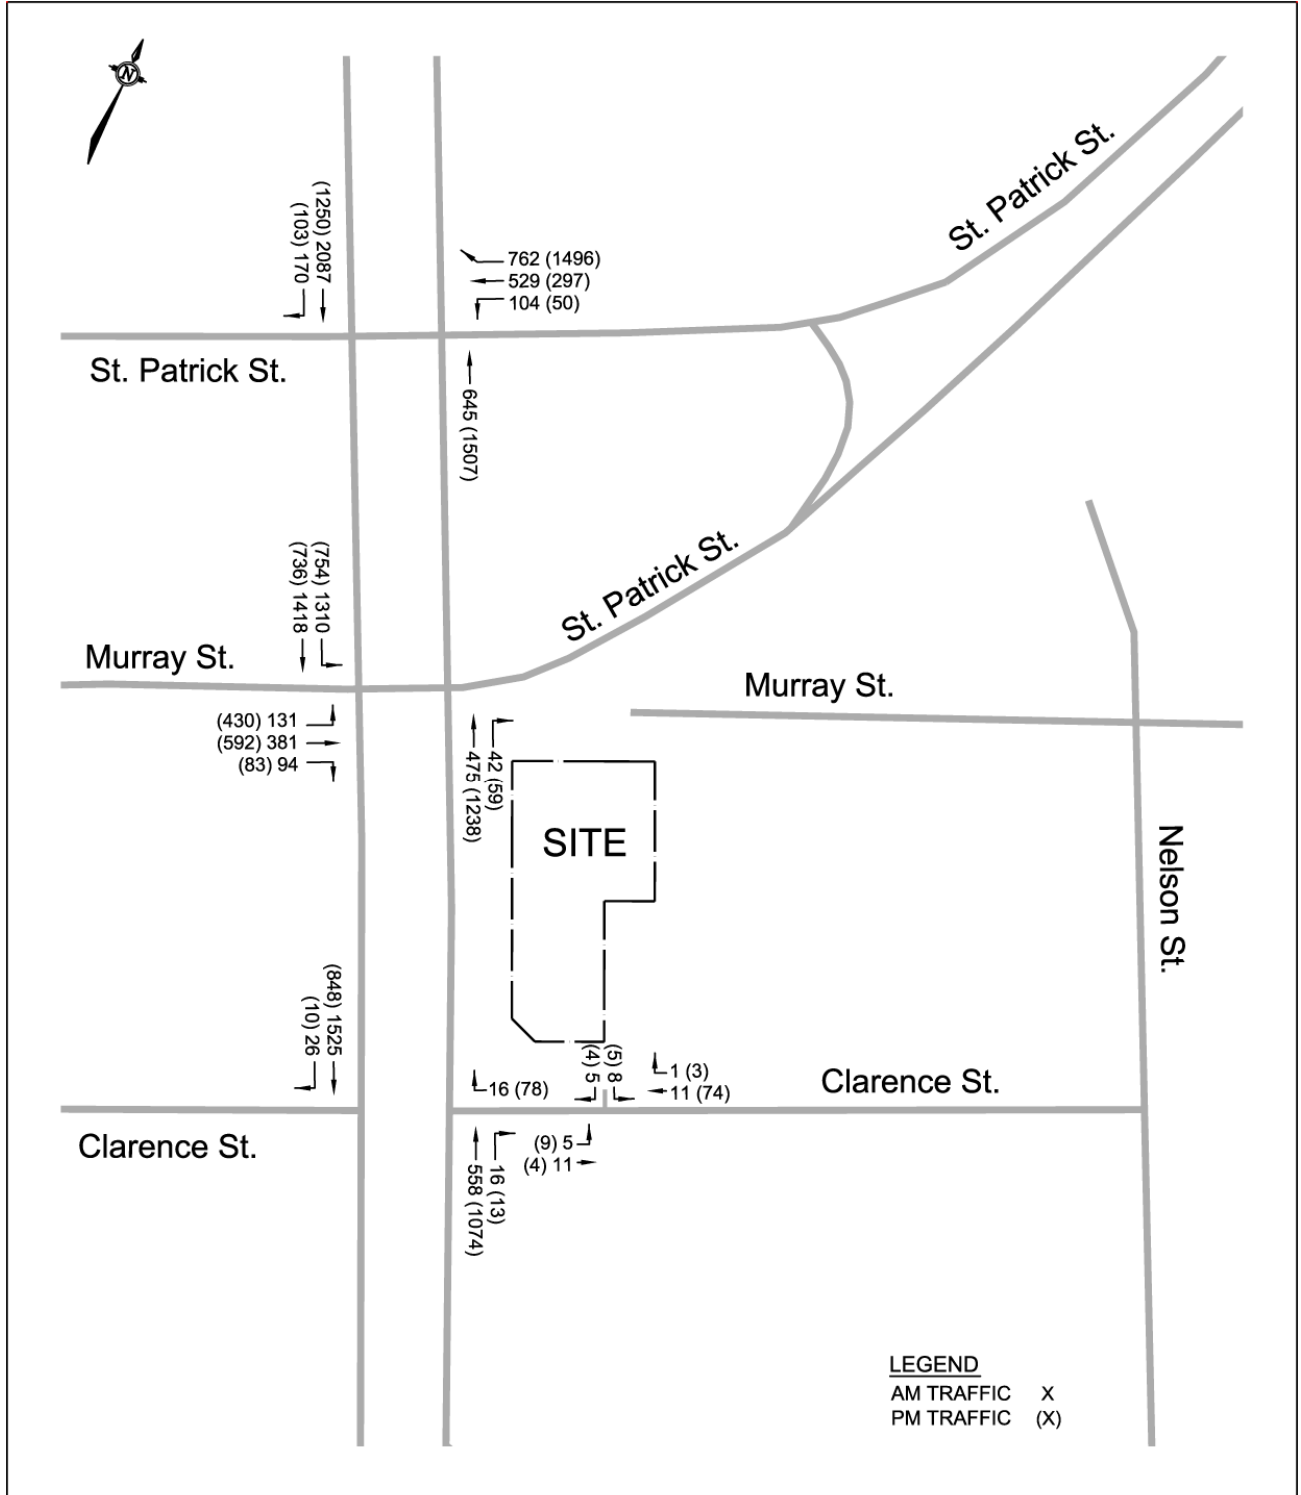 N
(1250) 2087
(103) 170
762 (1496)
529 (297)
104 (50)
St. Patrick St.
St. Patrick St.
645 (1507)
(754) 1310
(736) 1418
St. Patrick St.
Murray St.
Murray St.
(430) 131
(592) 381
(83) 94
42 (59)
475 (1238)
SITE
Nelson St.
(848) 1525
(10) 26
16 (78)
(5) 8
(4) 5
1 (3)
11 (74)
Clarence St.
Clarence St.
(9) 5
(4) 11
16 (13)
558 (1074)
LEGEND
AM TRAFFIC X
PM TRAFFIC (X)